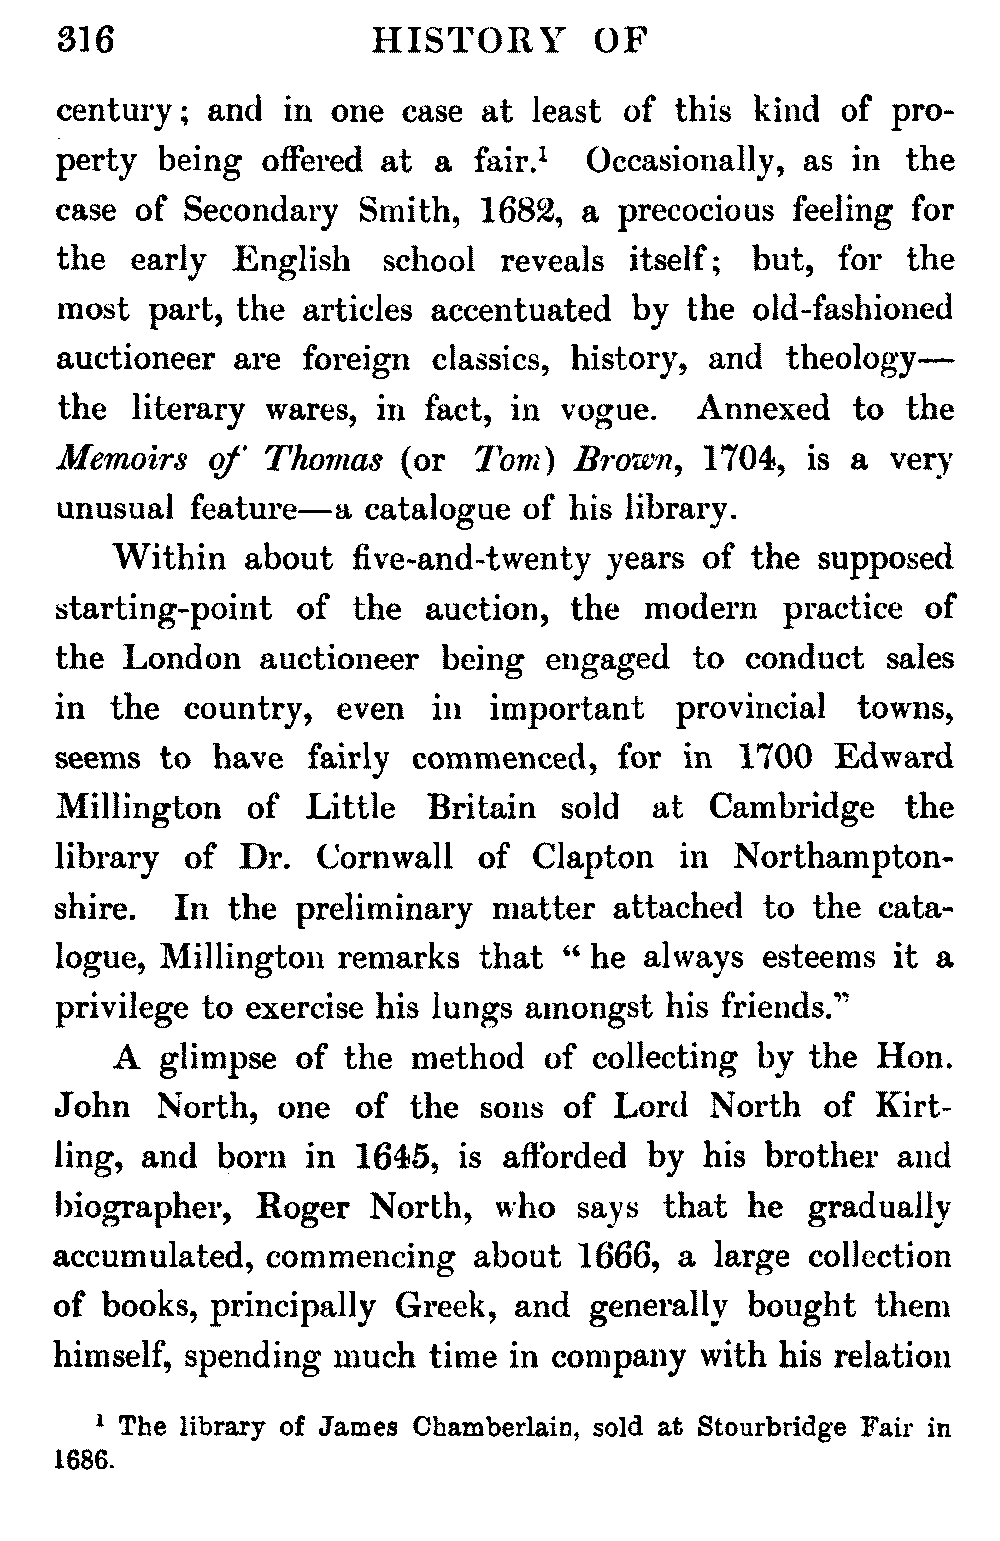 316 HISTORY OF
century; and in one case at least of this kind of pro-
perty being offered at a fair.¹ Occasionally, as in the
case of Secondary Smith, 1682, a precocious feeling for
the early English school reveals itself; but, for the
most part, the articles accentuated by the old-fashioned
auctioneer are foreign classics, history, and theology—
the literary wares, in fact, in vogue. Annexed to the
Memoirs of Thomas (or Tom) Brown, 1704, is a very
unusual feature—a catalogue of his library.
Within about five-and-twenty years of the supposed
starting-point of the auction, the modern practice of
the London auctioneer being engaged to conduct sales
in the country, even in important provincial towns,
seems to have fairly commenced, for in 1700 Edward
Millington of Little Britain sold at Cambridge the
library of Dr. Cornwall of Clapton in Northampton-
shire. In the preliminary matter attached to the cata-
logue, Millington remarks that “he always esteems it a
privilege to exercise his lungs amongst his friends.”
A glimpse of the method of collecting by the Hon.
John North, one of the sons of Lord North of Kirt-
ling, and born in 1645, is afforded by his brother and
biographer, Roger North, who says that he gradually
accumulated, commencing about 1666, a large collection
of books, principally Greek, and generally bought them
himself, spending much time in company with his relation
¹ The library of James Chamberlain, sold at Stourbridge Fair in
1686.